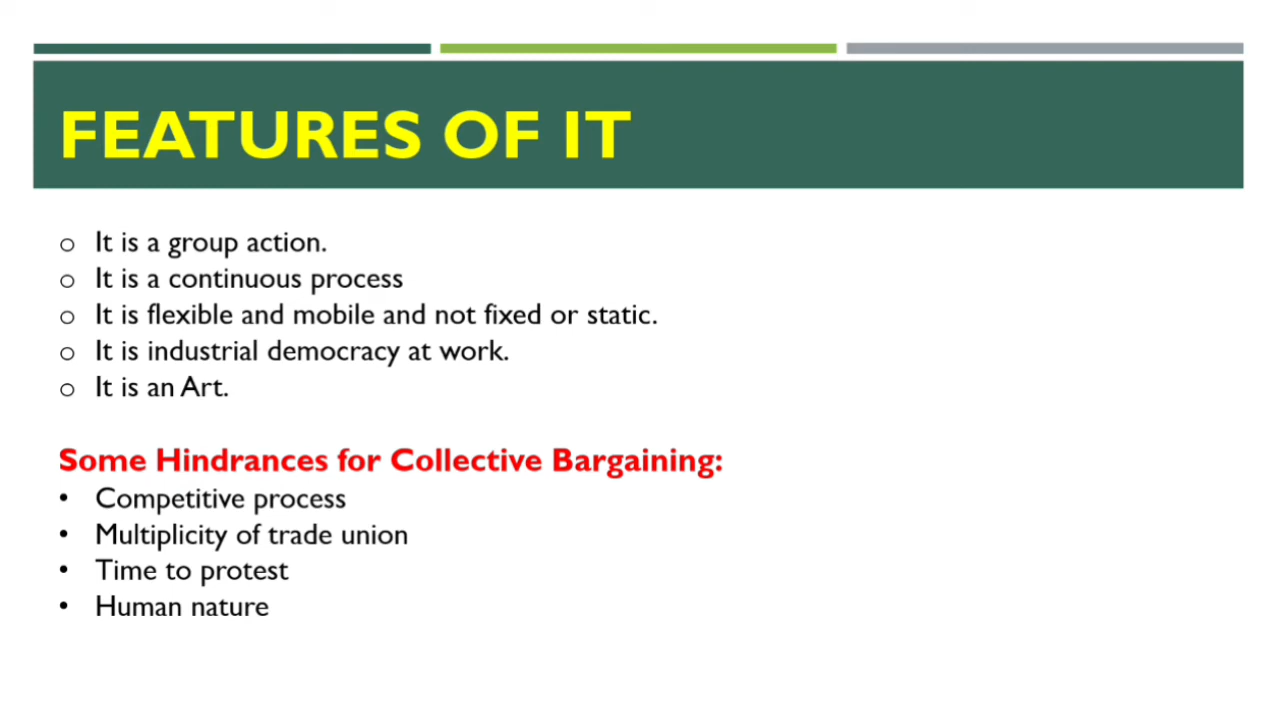 FEATURES OF IT
o It is a group action.
o It is a continuous process
o It is flexible and mobile and not fixed or static.
o It is industrial democracy at work.
o It is an Art.
Some Hindrances for Collective Bargaining:
• Competitive process
• Multiplicity of trade union
• Time to protest
• Human nature